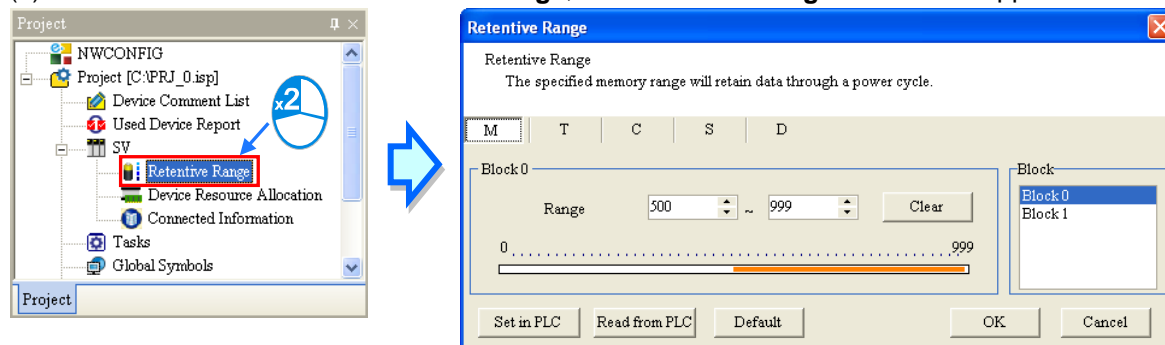 Project
NWCONFIG
Project [C:\PRJ_0.isp]
Device Comment List
Used Device Report
SV
Retentive Range
Device Resource Allocation
Connected Information
Tasks
Global Symbols
Project
x2
Retentive Range
Retentive Range
The specified memory range will retain data through a power cycle.
M T C S D
Block 0
Range 500 ~ 999 Clear
0 999
Block
Block 0
Block 1
Set in PLC Read from PLC Default OK Cancel